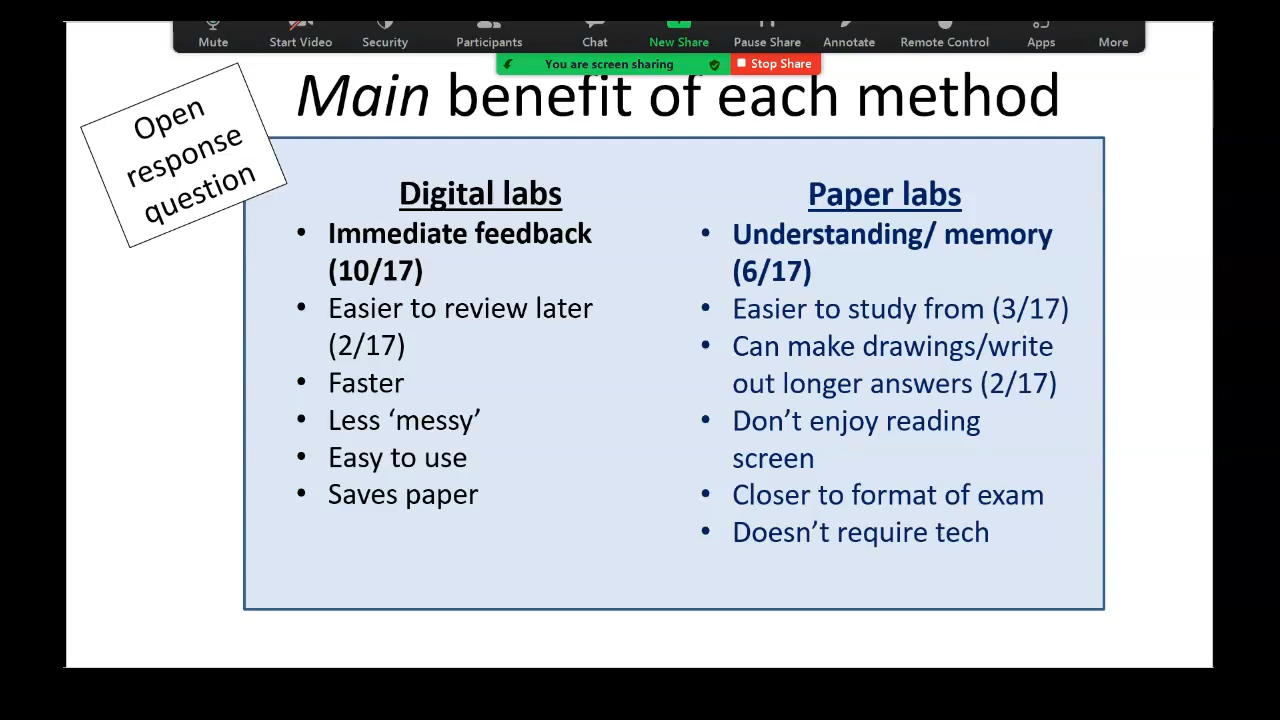 Mute
Start Video
Security
Participants
Chat
New Share
Pause Share
Annotate
Remote Control
Apps
More
You are screen sharing
Stop Share
Main benefit of each method
Open
response
question
Digital labs
• Immediate feedback
(10/17)
• Easier to review later
(2/17)
• Faster
• Less ‘messy’
• Easy to use
• Saves paper
Paper labs
• Understanding/ memory
(6/17)
• Easier to study from (3/17)
• Can make drawings/write
out longer answers (2/17)
• Don’t enjoy reading
screen
• Closer to format of exam
• Doesn’t require tech